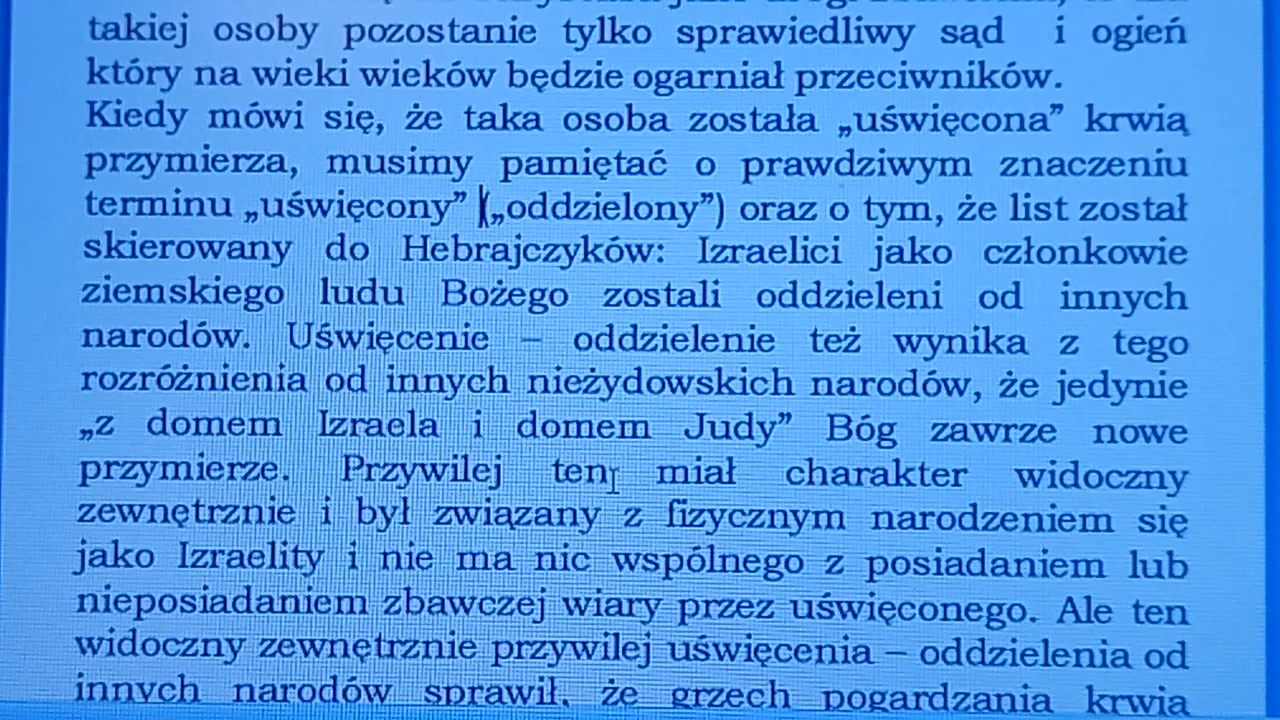 takiej osoby pozostanie tylko sprawiedliwy sąd i ogień
który na wieki wieków będzie ogarniał przeciwników.
Kiedy mówi się, że taka osoba została „uświęcona” krwią
przymierza, musimy pamiętać o prawdziwym znaczeniu
terminu „uświęcony” („oddzielony”) oraz o tym, że list został
skierowany do Hebrajczyków: Izraelici jako członkowie
ziemskiego ludu Bożego zostali oddzieleni od innych
narodów. Uświęcenie – oddzielenie też wynika z tego
rozróżnienia od innych nieżydowskich narodów, że jedynie
„z domem Izraela i domem Judy” Bóg zawrze nowe
przymierze. Przywilej ten miał charakter widoczny
zewnętrznie i był związany z fizycznym narodzeniem się
jako Izraelity i nie ma nic wspólnego z posiadaniem lub
nieposiadaniem zbawczej wiary przez uświęconego. Ale ten
widoczny zewnętrznie przywilej uświęcenia – oddzielenia od
innych narodów sprawił, że grzech pogardzania krwią